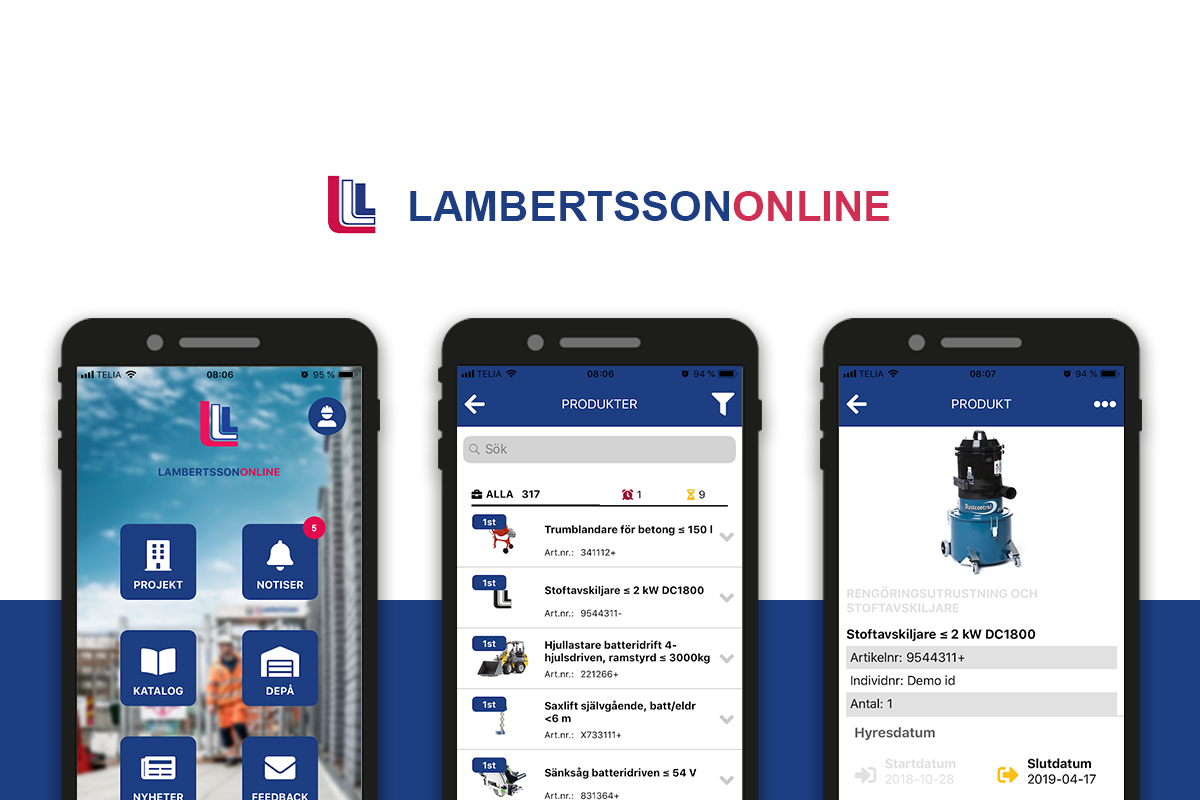 LAMBERTSSONONLINE
TELIA 08:06 95 %
LAMBERTSSONONLINE
5
PROJEKT NOTISER
KATALOG DEPÅ
NYHETER FEEDBACK
TELIA 08:06 94 %
PRODUKTER
Sök
ALLA 317 1 9
1st
Trumblandare för betong ≤ 150 l
Art.nr.: 341112+
1st
Stoftavskiljare ≤ 2 kW DC1800
Art.nr.: 9544311-
1st
Hjullastare batteridrift 4-
hjulsdriven, ramstyrd ≤ 3000kg
Art.nr.: 221266+
1st
Saxlift självgående, batt/eldr
<6 m
Art.nr.: X733111+
1st
Sänksåg batteridriven ≤ 54 V
Art.nr.: 831364+
TELIA 08:07 94 %
PRODUKT
Dustcontrol
RENGÖRINGSUTRUSTNING OCH
STOFTAVSKILJARE
Stoftavskiljare ≤ 2 kW DC1800
Artikelnr: 9544311+
Individnr: Demo id
Antal: 1
Hyresdatum
Startdatum Slutdatum
2018-10-28 2019-04-17